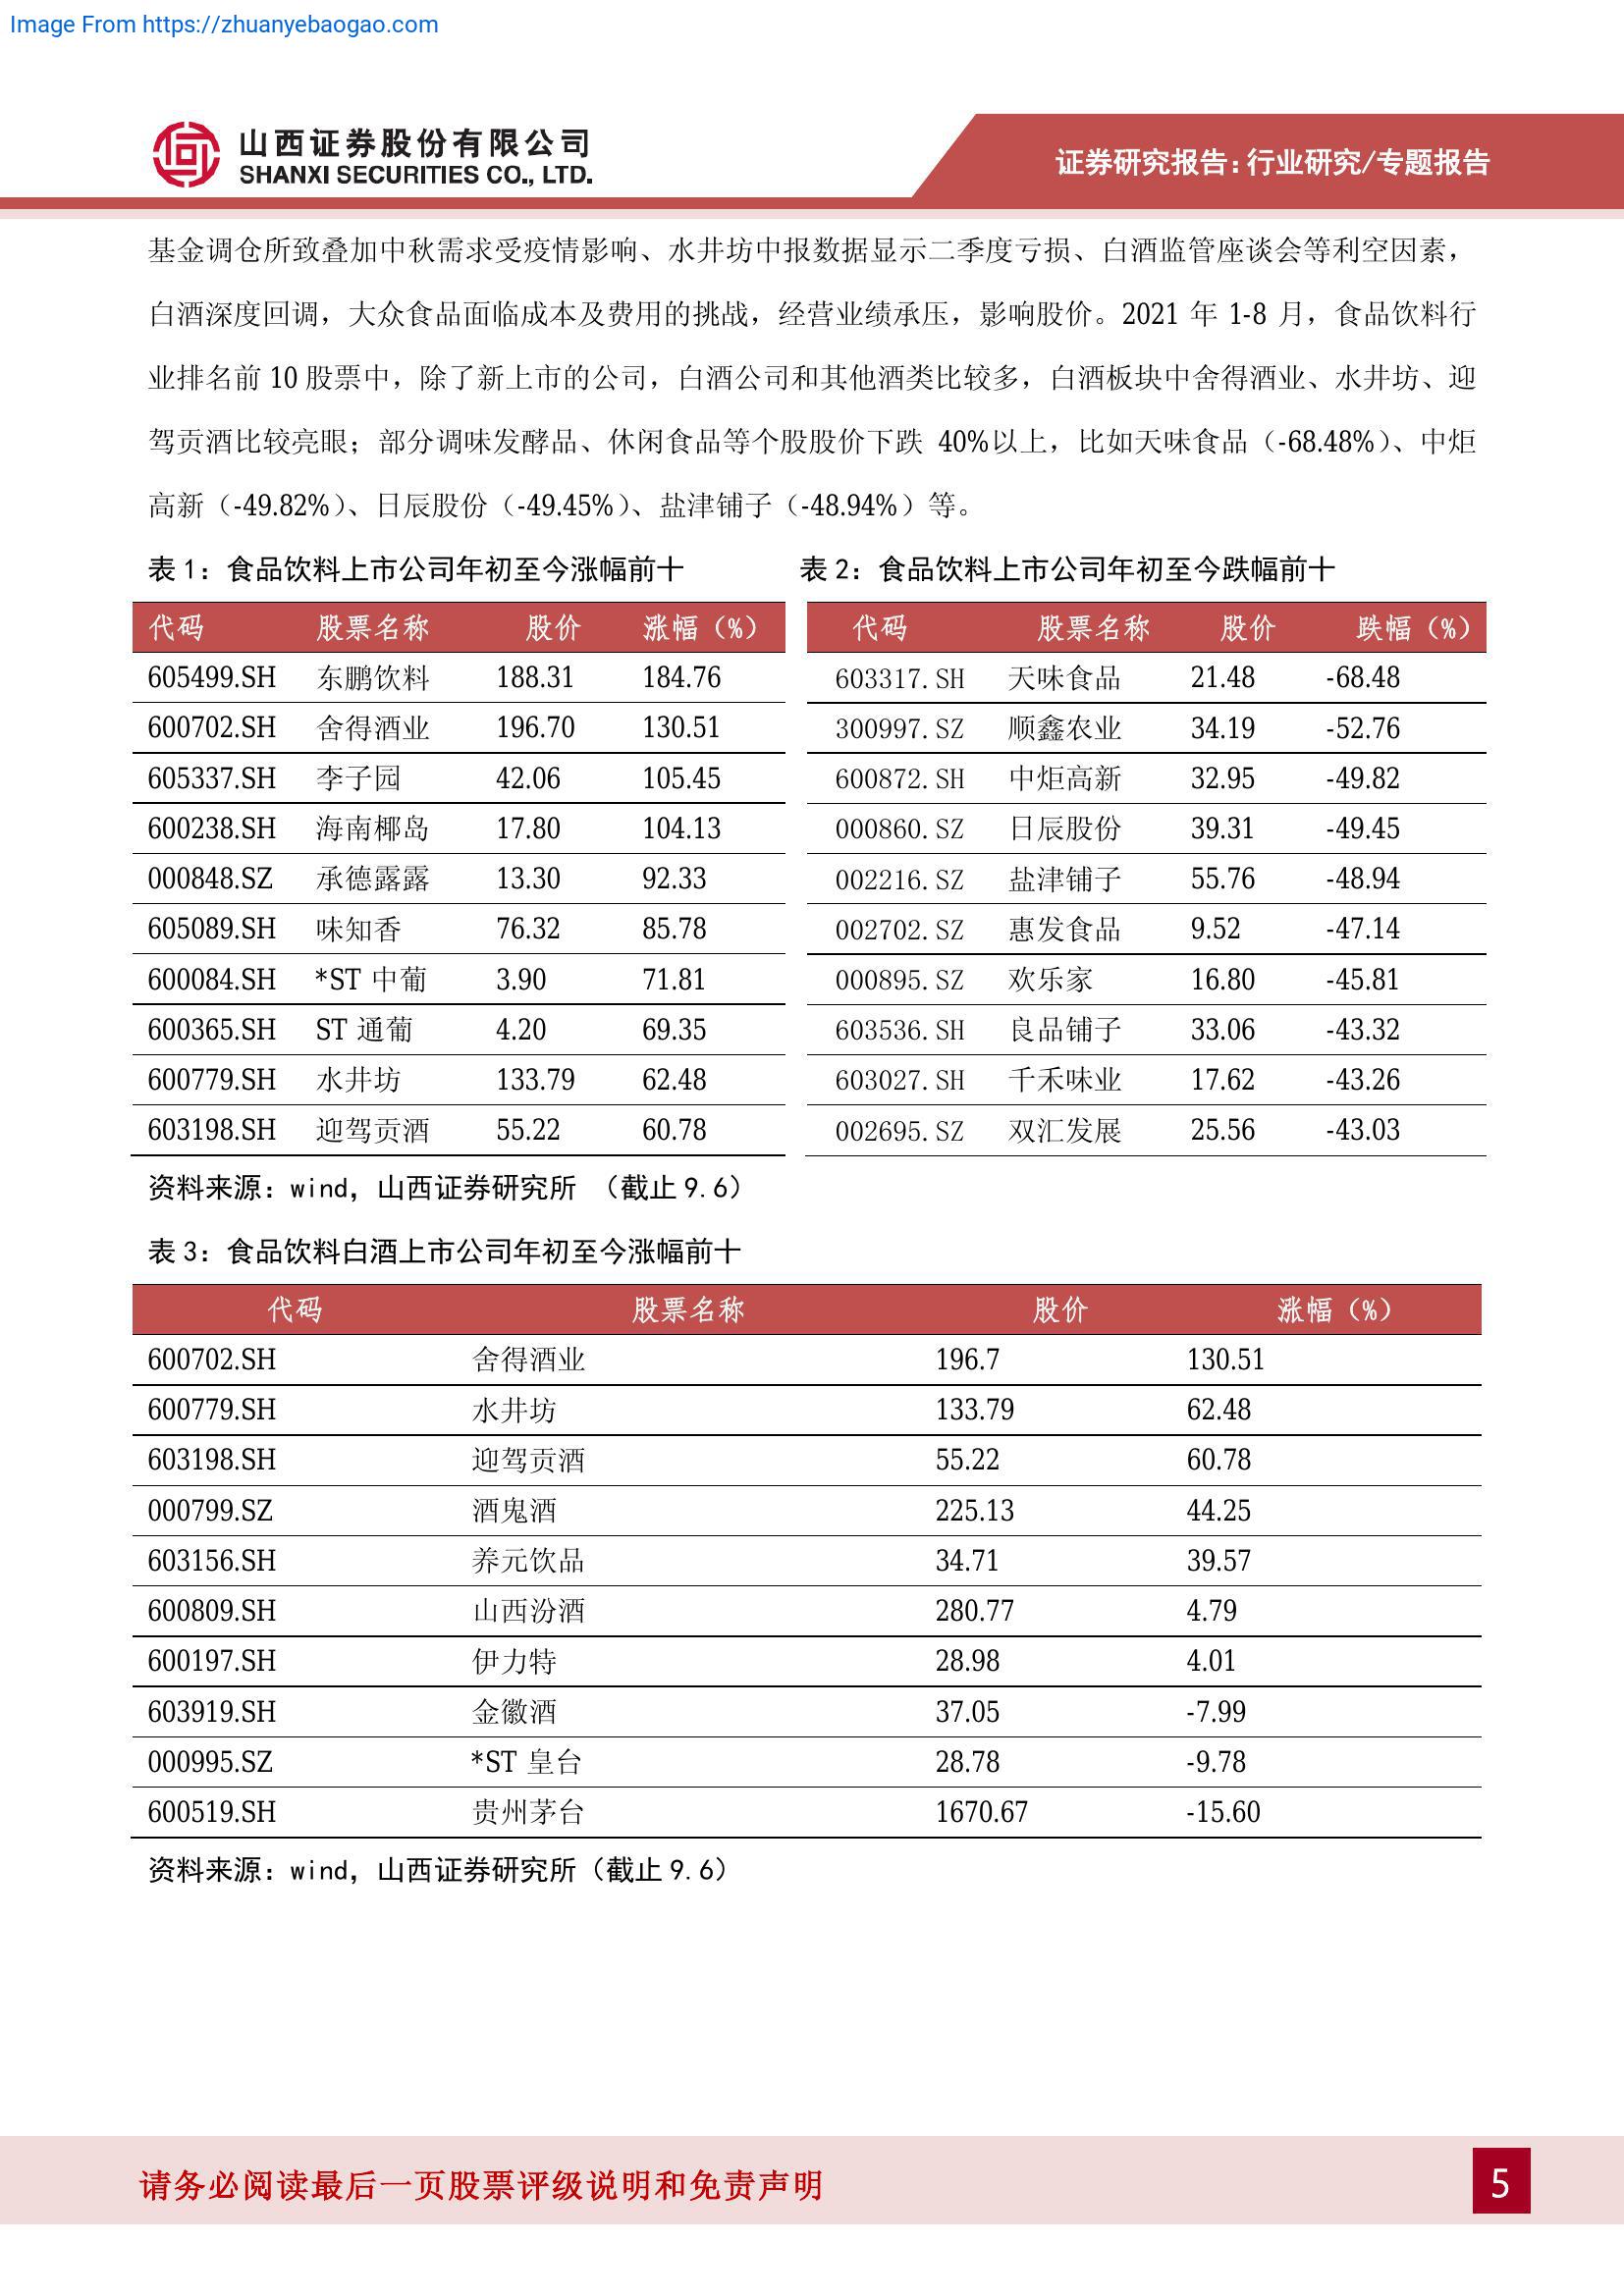 Image From https://zhuanyebaogao.com
山西证券股份有限公司
SHANXI SECURITIES CO., LTD.
证券研究报告:行业研究/专题报告
基金调仓所致叠加中秋需求受疫情影响、水井坊中报数据显示二季度亏损、白酒监管座谈会等利空因素，
白酒深度回调，大众食品面临成本及费用的挑战，经营业绩承压，影响股价。2021 年 1-8 月，食品饮料行
业排名前 10 股票中，除了新上市的公司，白酒公司和其他酒类比较多，白酒板块中舍得酒业、水井坊、迎
驾贡酒比较亮眼；部分调味发酵品、休闲食品等个股股价下跌 40%以上，比如天味食品（-68.48%）、中炬
高新（-49.82%）、日辰股份（-49.45%）、盐津铺子（-48.94%）等。
表 1：食品饮料上市公司年初至今涨幅前十
代码 股票名称 股价 涨幅（%）
605499.SH 东鹏饮料 188.31 184.76
600702.SH 舍得酒业 196.70 130.51
605337.SH 李子园 42.06 105.45
600238.SH 海南椰岛 17.80 104.13
000848.SZ 承德露露 13.30 92.33
605089.SH 味知香 76.32 85.78
600084.SH *ST 中葡 3.90 71.81
600365.SH ST 通葡 4.20 69.35
600779.SH 水井坊 133.79 62.48
603198.SH 迎驾贡酒 55.22 60.78
表 2：食品饮料上市公司年初至今跌幅前十
代码 股票名称 股价 跌幅（%）
603317.SH 天味食品 21.48 -68.48
300997.SZ 顺鑫农业 34.19 -52.76
600872.SH 中炬高新 32.95 -49.82
000860.SZ 日辰股份 39.31 -49.45
002216.SZ 盐津铺子 55.76 -48.94
002702.SZ 惠发食品 9.52 -47.14
000895.SZ 欢乐家 16.80 -45.81
603536.SH 良品铺子 33.06 -43.32
603027.SH 千禾味业 17.62 -43.26
002695.SZ 双汇发展 25.56 -43.03
资料来源：wind，山西证券研究所 （截止 9.6）
表 3：食品饮料白酒上市公司年初至今涨幅前十
代码 股票名称 股价 涨幅（%）
600702.SH 舍得酒业 196.7 130.51
600779.SH 水井坊 133.79 62.48
603198.SH 迎驾贡酒 55.22 60.78
000799.SZ 酒鬼酒 225.13 44.25
603156.SH 养元饮品 34.71 39.57
600809.SH 山西汾酒 280.77 4.79
600197.SH 伊力特 28.98 4.01
603919.SH 金徽酒 37.05 -7.99
000995.SZ *ST 皇台 28.78 -9.78
600519.SH 贵州茅台 1670.67 -15.60
资料来源：wind，山西证券研究所（截止 9.6）
请务必阅读最后一页股票评级说明和免责声明
5